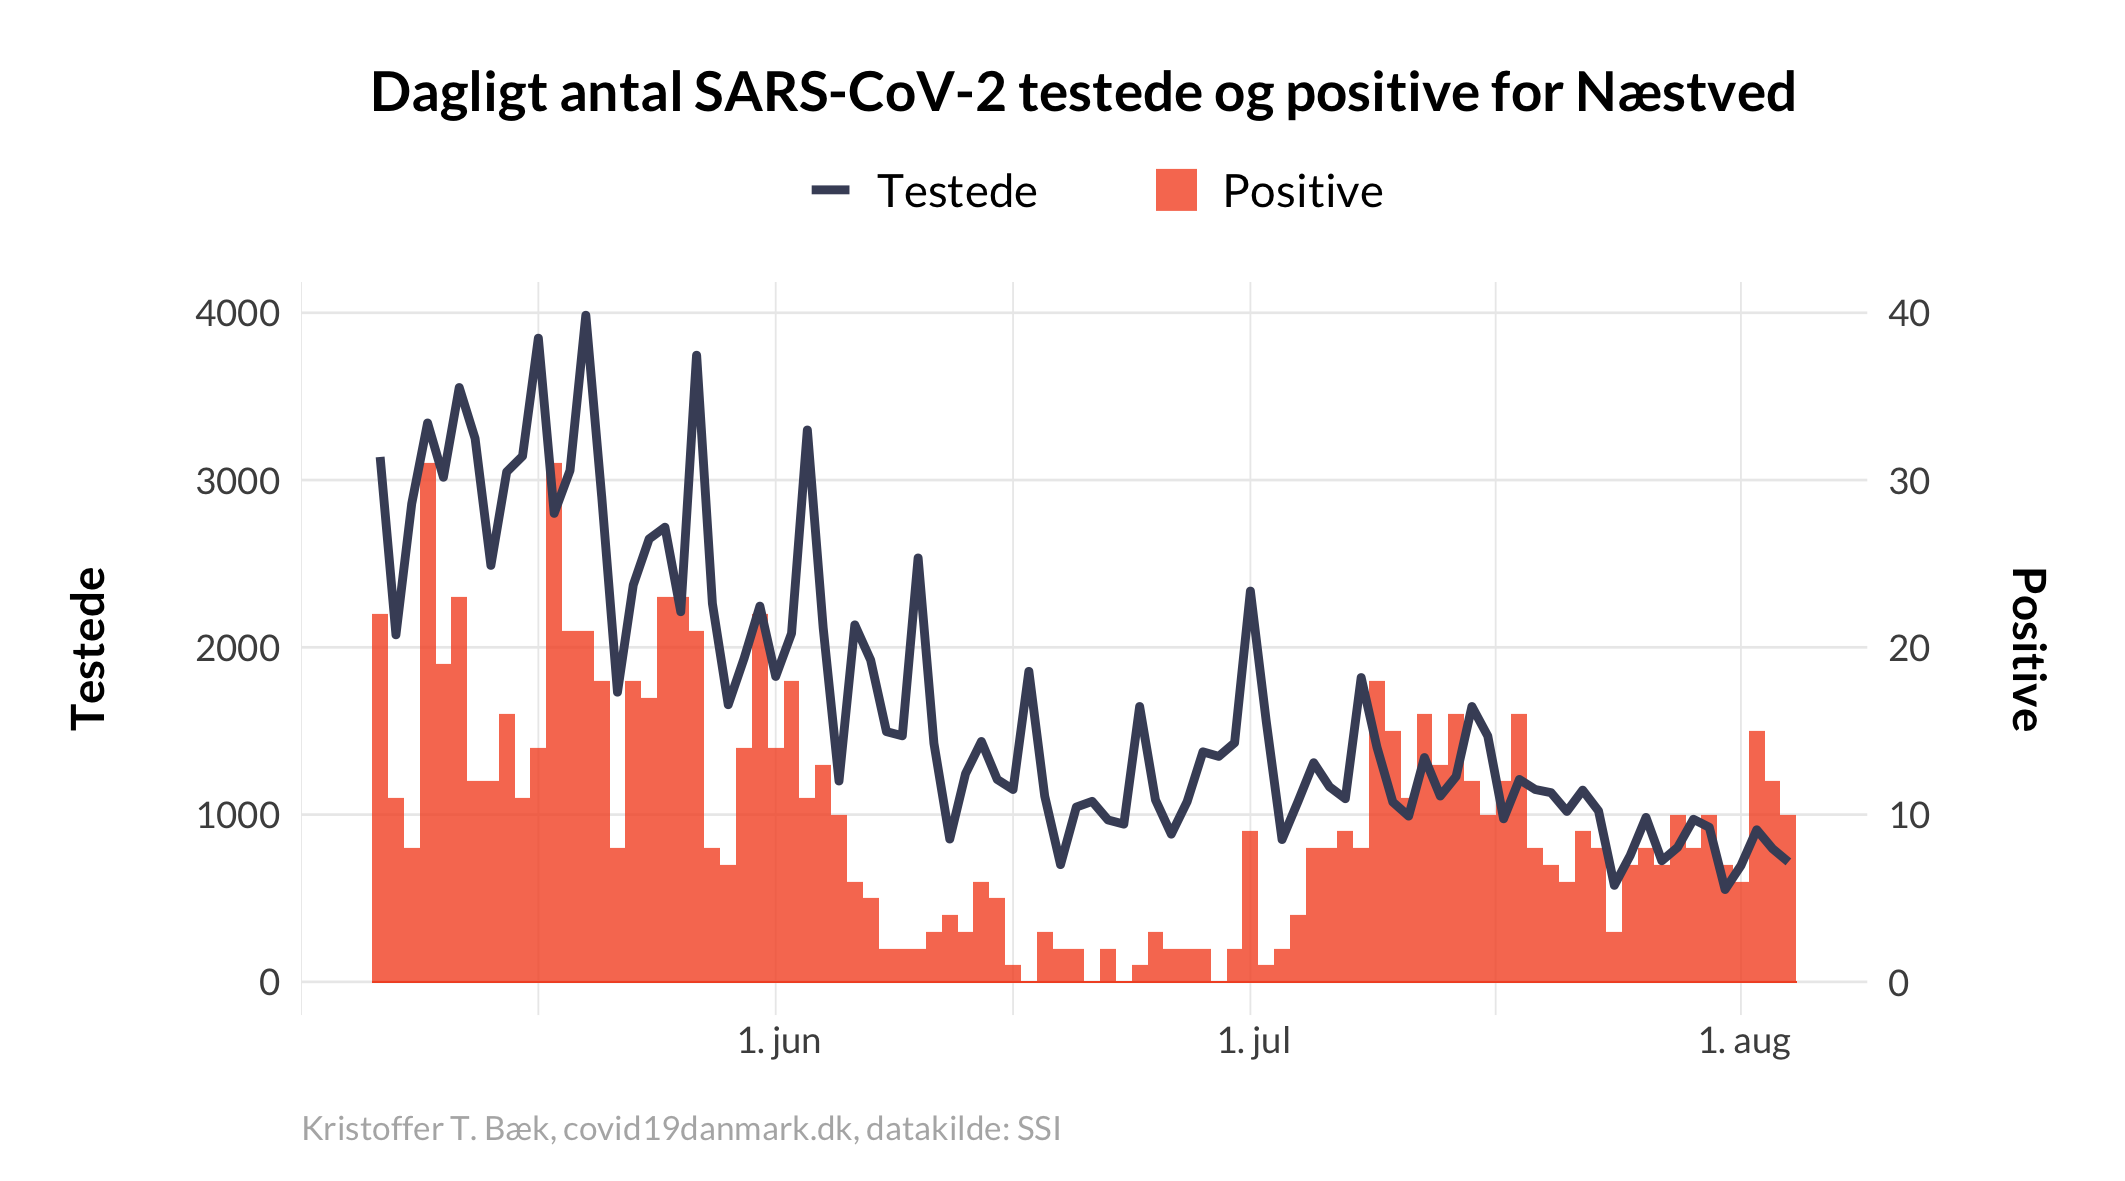 Dagligt antal SARS-CoV-2 testede og positive for Næstved
Testede
Positive
4000
3000
2000
1000
0
Testede
40
30
20
10
0
Positive
1. jun
1. jul
1. aug
Kristoffer T. Bæk, covid19danmark.dk, datakilde: SSI